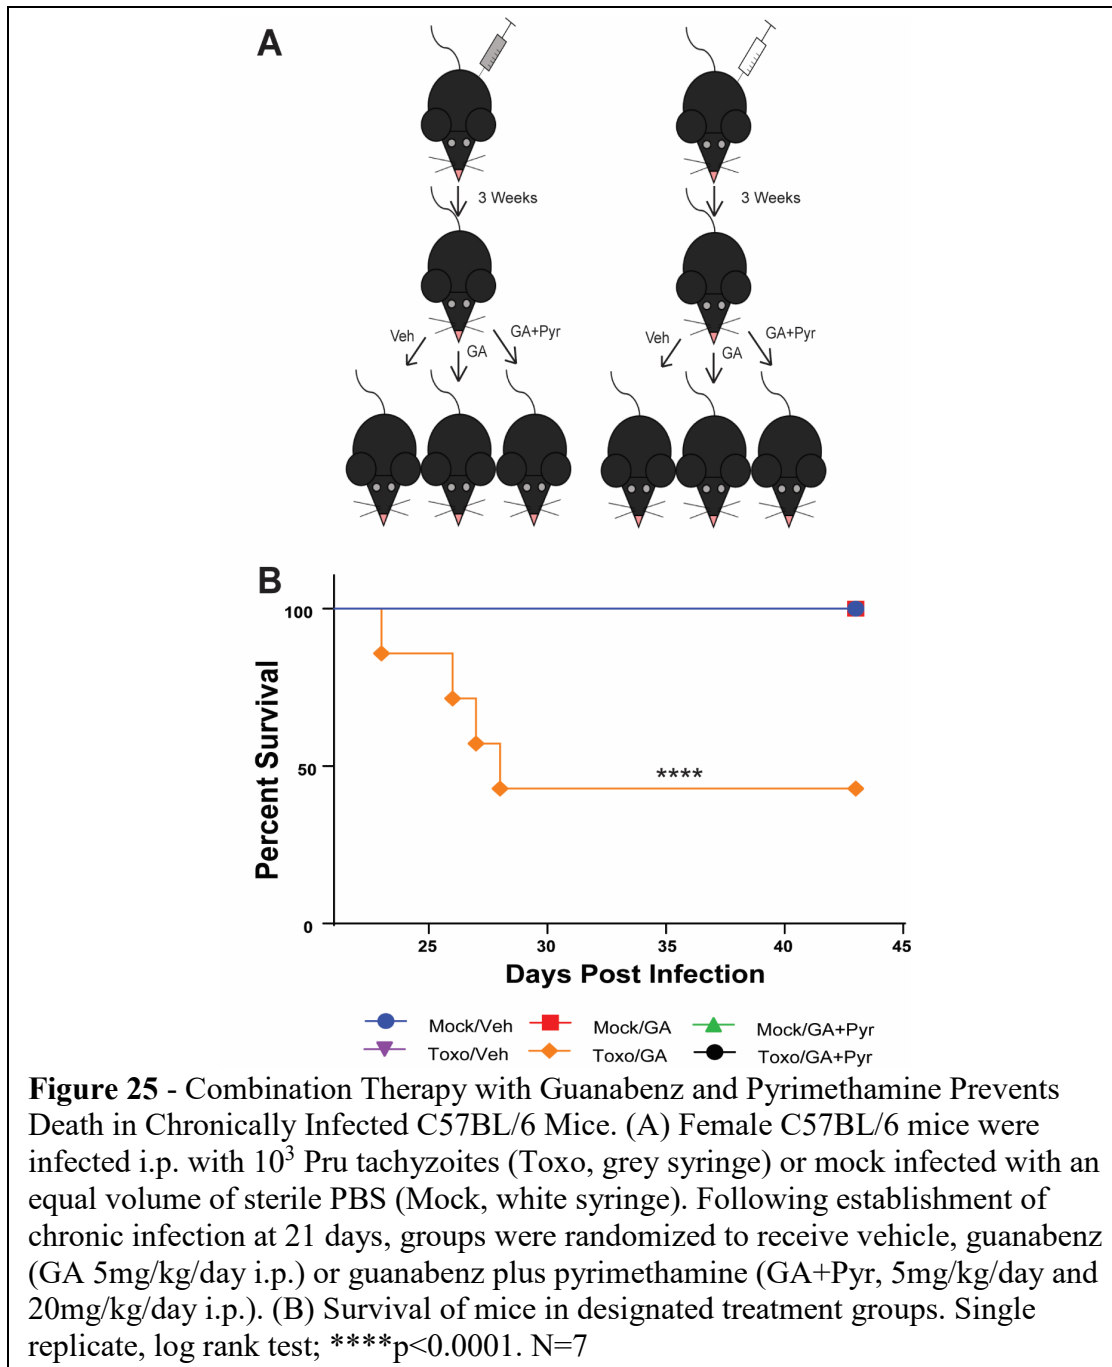 A
3 Weeks
3 Weeks
Veh
GA
GA+Pyr
Veh
GA
GA+Pyr
B
Percent Survival
100
50
0
****
25
30
35
40
45
Days Post Infection
Mock/Veh
Mock/GA
Mock/GA+Pyr
Toxo/Veh
Toxo/GA
Toxo/GA+Pyr
Figure 25 - Combination Therapy with Guanabenz and Pyrimethamine Prevents
Death in Chronically Infected C57BL/6 Mice. (A) Female C57BL/6 mice were
infected i.p. with 10³ Pru tachyzoites (Toxo, grey syringe) or mock infected with an
equal volume of sterile PBS (Mock, white syringe). Following establishment of
chronic infection at 21 days, groups were randomized to receive vehicle, guanabenz
(GA 5mg/kg/day i.p.) or guanabenz plus pyrimethamine (GA+Pyr, 5mg/kg/day and
20mg/kg/day i.p.). (B) Survival of mice in designated treatment groups. Single
replicate, log rank test; ****p<0.0001. N=7